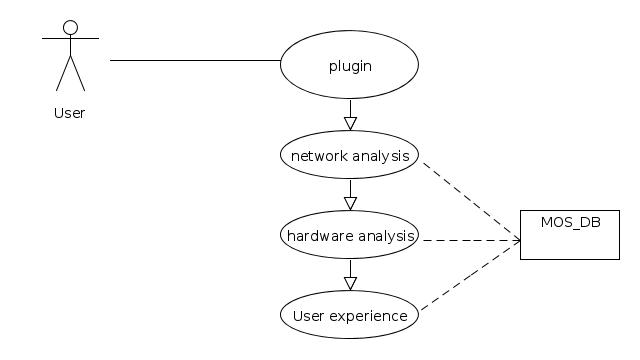 plugin
User
network analysis
MOS_DB
hardware analysis
User experience